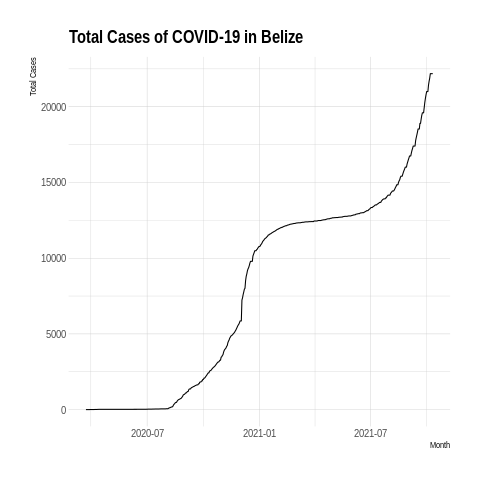 Total Cases of COVID-19 in Belize
Total Cases
20000
15000
10000
5000
0
2020-07
2021-01
2021-07
Month